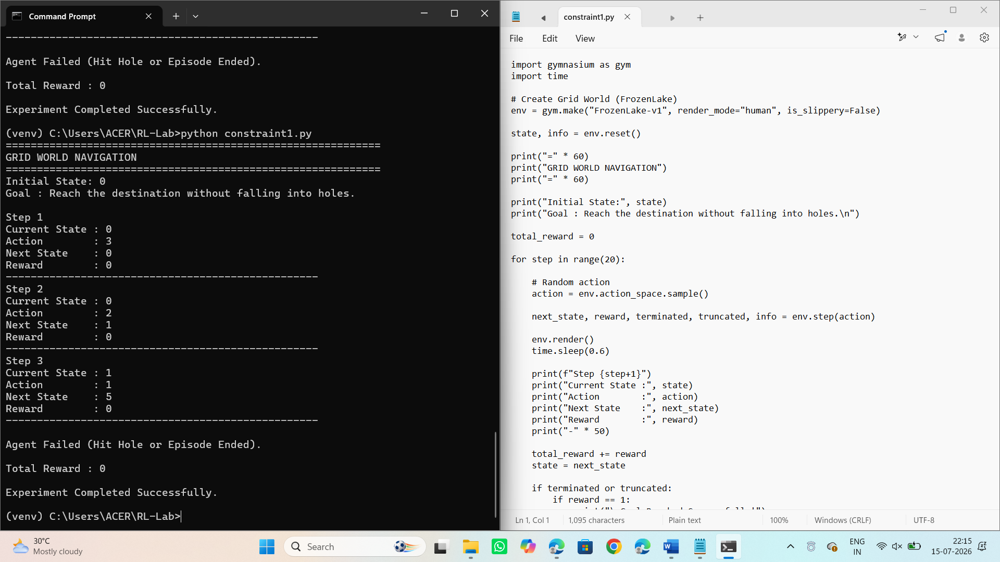 Command Prompt
--------------------------------------------------
Agent Failed (Hit Hole or Episode Ended).
Total Reward : 0
Experiment Completed Successfully.
(venv) C:\Users\ACER\RL-Lab>python constraint1.py
============================================================
GRID WORLD NAVIGATION
============================================================
Initial State: 0
Goal : Reach the destination without falling into holes.
Step 1
Current State : 0
Action        : 3
Next State    : 0
Reward        : 0
--------------------------------------------------
Step 2
Current State : 0
Action        : 2
Next State    : 1
Reward        : 0
--------------------------------------------------
Step 3
Current State : 1
Action        : 1
Next State    : 5
Reward        : 0
--------------------------------------------------
Agent Failed (Hit Hole or Episode Ended).
Total Reward : 0
Experiment Completed Successfully.
(venv) C:\Users\ACER\RL-Lab>
constraint1.py
File Edit View
import gymnasium as gym
import time
# Create Grid World (FrozenLake)
env = gym.make("FrozenLake-v1", render_mode="human", is_slippery=False)
state, info = env.reset()
print("=" * 60)
print("GRID WORLD NAVIGATION")
print("=" * 60)
print("Initial State:", state)
print("Goal : Reach the destination without falling into holes.\n")
total_reward = 0
for step in range(20):
    # Random action
    action = env.action_space.sample()
    next_state, reward, terminated, truncated, info = env.step(action)
    env.render()
    time.sleep(0.6)
    print(f"Step {step+1}")
    print("Current State :", state)
    print("Action        :", action)
    print("Next State    :", next_state)
    print("Reward        :", reward)
    print("-" * 50)
    total_reward += reward
    state = next_state
    if terminated or truncated:
        if reward == 1:
Ln 1, Col 1 1,095 characters Plain text 100% Windows (CRLF) UTF-8
30°C
Mostly cloudy
Search
ENG
IN
22:15
15-07-2026